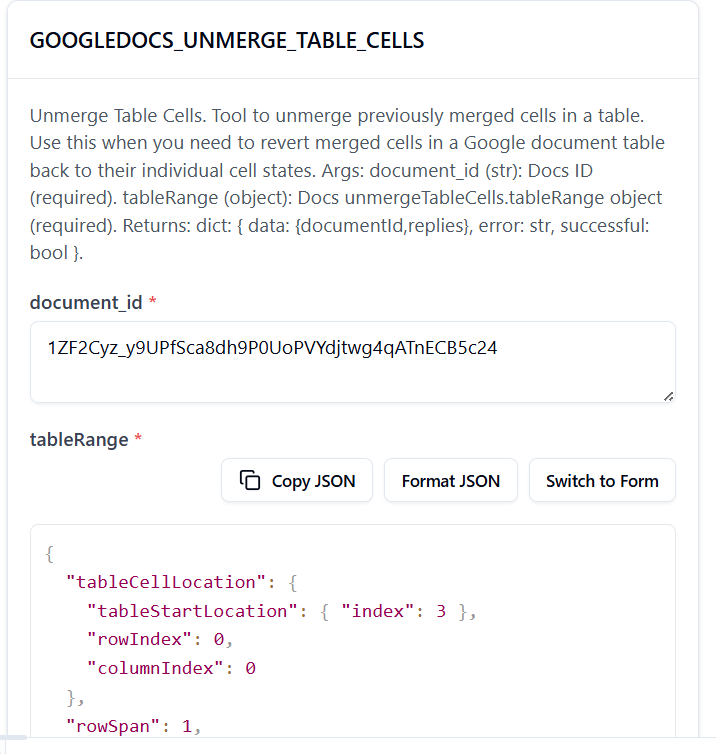 GOOGLEDOCS_UNMERGE_TABLE_CELLS
Unmerge Table Cells. Tool to unmerge previously merged cells in a table.
Use this when you need to revert merged cells in a Google document table
back to their individual cell states. Args: document_id (str): Docs ID
(required). tableRange (object): Docs unmergeTableCells.tableRange object
(required). Returns: dict: { data: {documentId,replies}, error: str, successful:
bool }.
document_id *
1ZF2Cyz_y9UPfSca8dh9P0UoPVYdjtwg4qATnECB5c24
tableRange *
Copy JSON
Format JSON
Switch to Form
{
"tableCellLocation": {
"tableStartLocation": { "index": 3 },
"rowIndex": 0,
"columnIndex": 0
},
"rowSpan": 1,